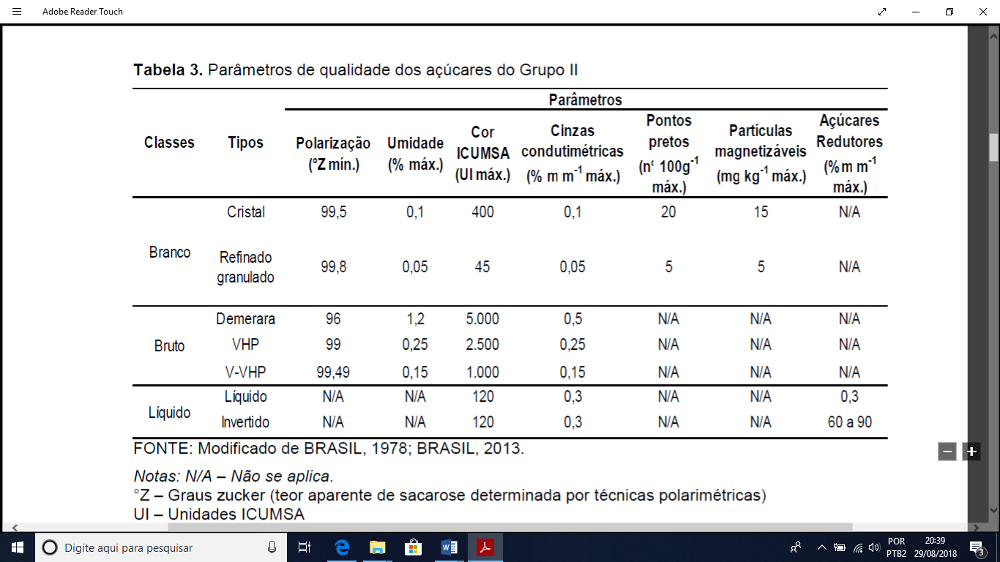 Adobe Reader Touch
Tabela 3. Parâmetros de qualidade dos açúcares do Grupo II
Parâmetros
Classes Tipos Polarização (°Z mín.) Umidade (% máx.) Cor ICUMSA (UI máx.) Cinzas condutimétricas (% m m-1 máx.) Pontos pretos (n° 100g-1 máx.) Partículas magnetizáveis (mg kg-1 máx.) Açúcares Redutores (%m m-1 máx.)
Cristal 99,5 0,1 400 0,1 20 15 N/A
Branco
Refinado granulado 99,8 0,05 45 0,05 5 5 N/A
Demerara 96 1,2 5.000 0,5 N/A N/A N/A
Bruto VHP 99 0,25 2.500 0,25 N/A N/A N/A
V-VHP 99,49 0,15 1.000 0,15 N/A N/A N/A
Líquido N/A N/A 120 0,3 N/A N/A 0,3
Líquido
Invertido N/A N/A 120 0,3 N/A N/A 60 a 90
FONTE: Modificado de BRASIL, 1978; BRASIL, 2013.
Notas: N/A – Não se aplica.
°Z – Graus zucker (teor aparente de sacarose determinada por técnicas polarimétricas)
UI – Unidades ICUMSA
Digite aqui para pesquisar
POR
PTB2
20:39
29/08/2018
3